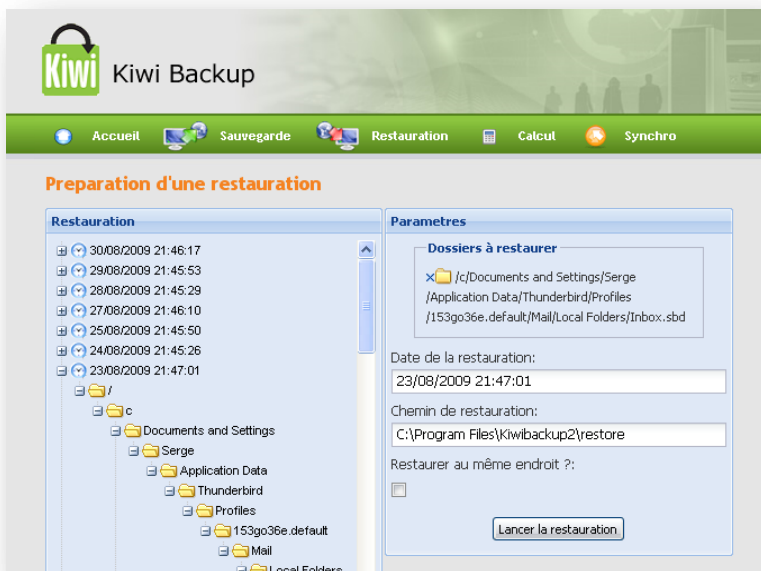 Kiwi
Kiwi Backup
Accueil Sauvegarde Restauration Calcul Synchro
Preparation d'une restauration
Restauration
30/08/2009 21:46:17
29/08/2009 21:45:53
28/08/2009 21:45:29
27/08/2009 21:46:10
25/08/2009 21:45:50
24/08/2009 21:45:26
23/08/2009 21:47:01
/
c
Documents and Settings
Serge
Application Data
Thunderbird
Profiles
153go36e.default
Mail
Local Folders
Parametres
Dossiers à restaurer
/c/Documents and Settings/Serge
/Application Data/Thunderbird/Profiles
/153go36e.default/Mail/Local Folders/Inbox.sbd
Date de la restauration:
23/08/2009 21:47:01
Chemin de restauration:
C:\Program Files\Kiwibackup2\restore
Restaurer au même endroit ?:
Lancer la restauration